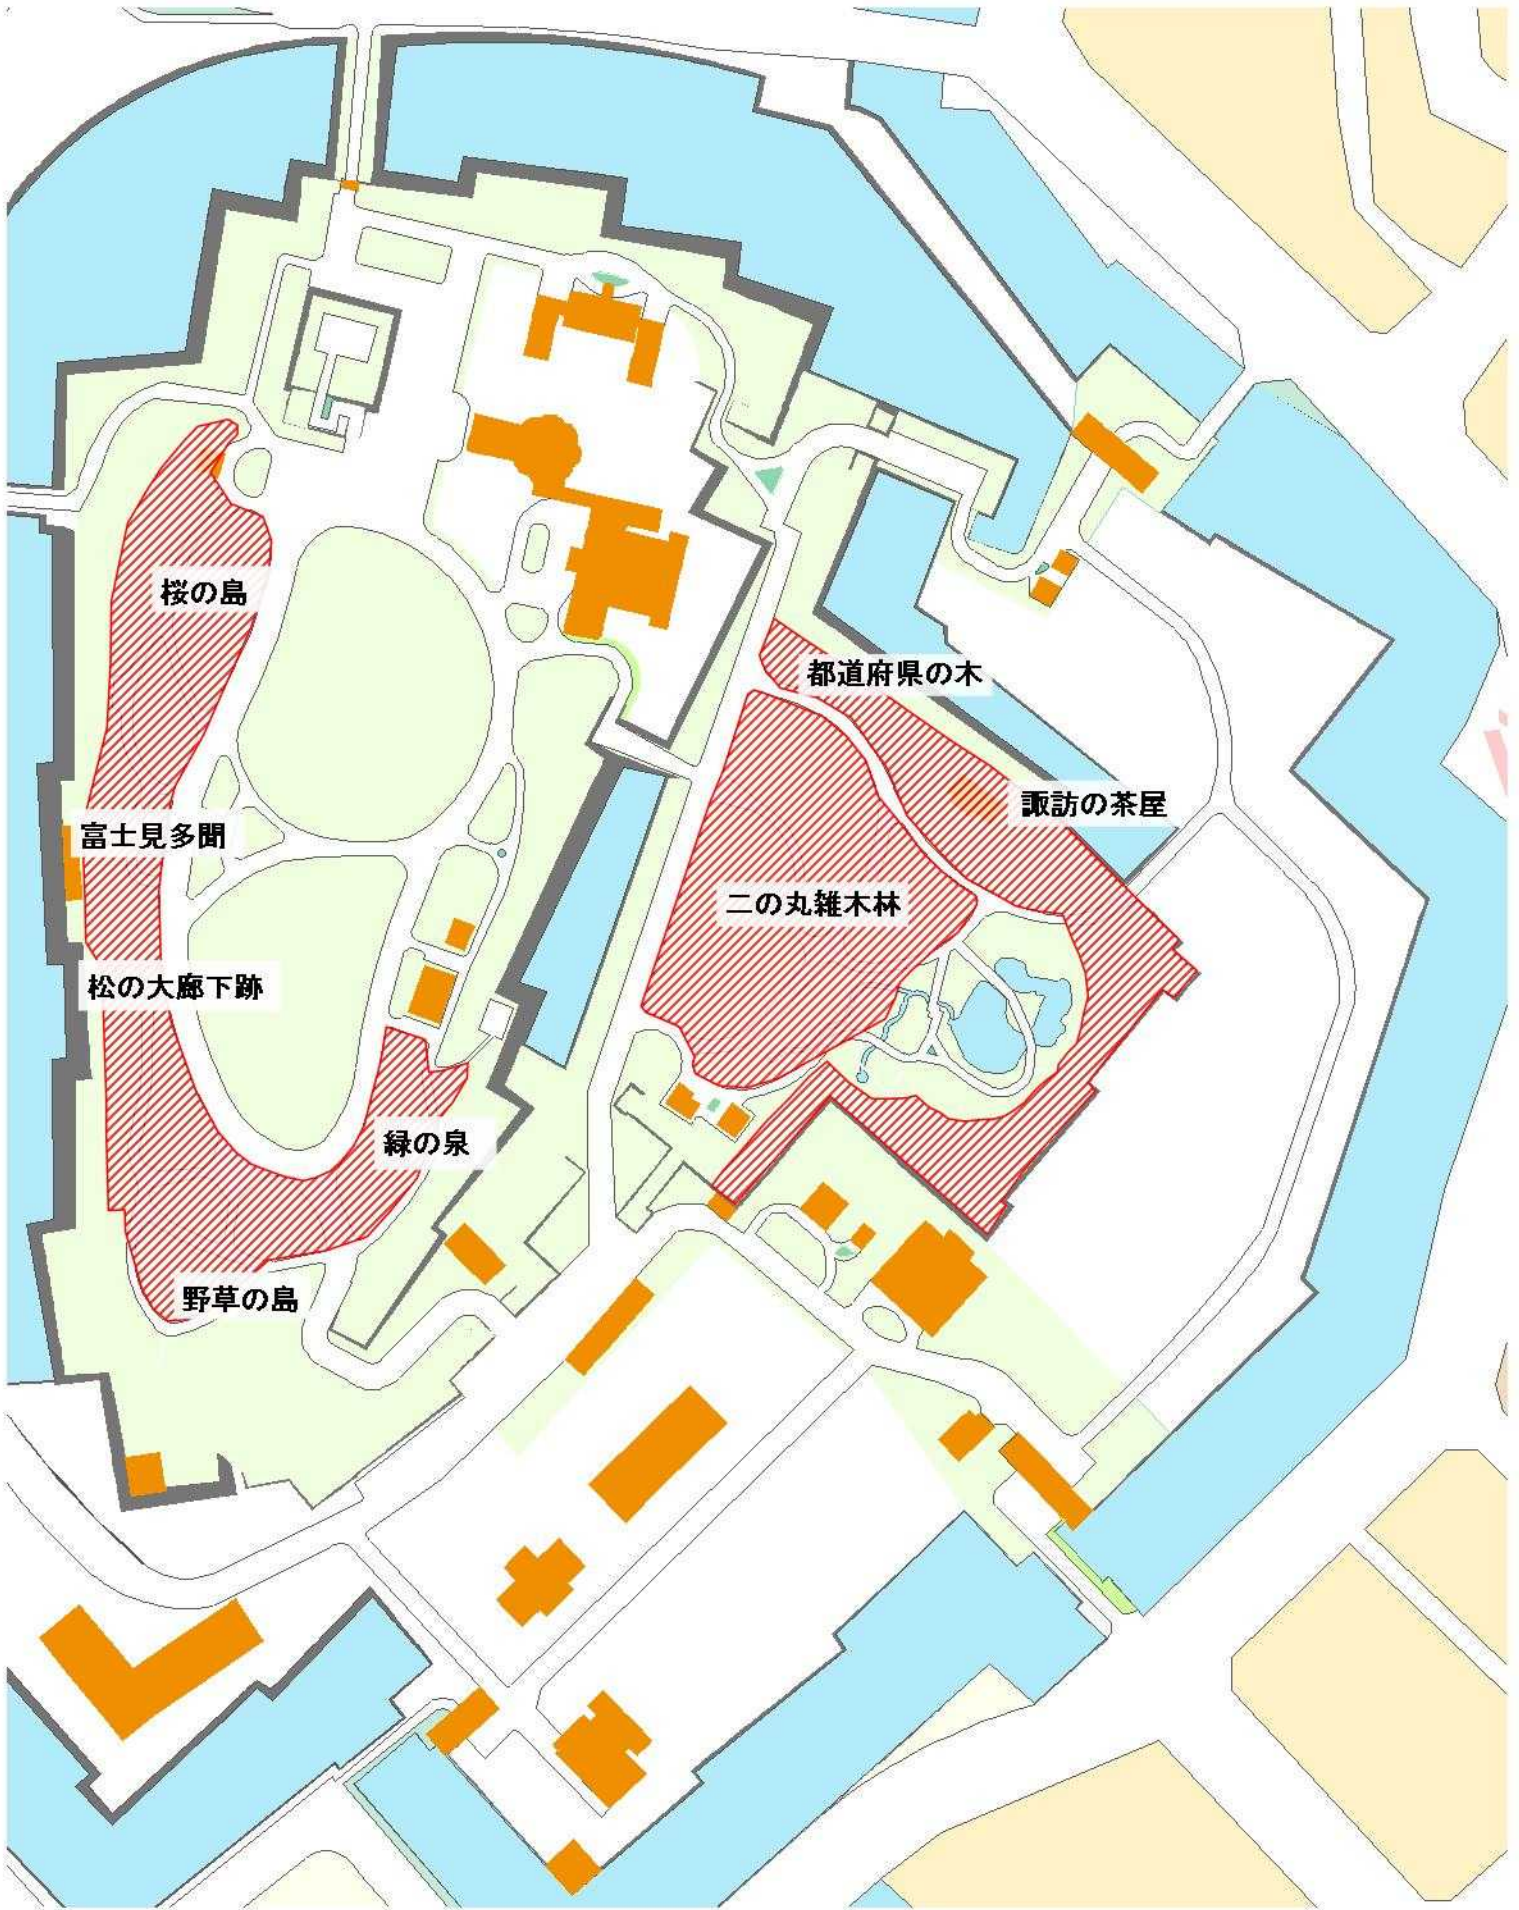 桜の島
都道府県の木
諏訪の茶屋
富士見多聞
二の丸雑木林
松の大廊下跡
緑の泉
野草の島